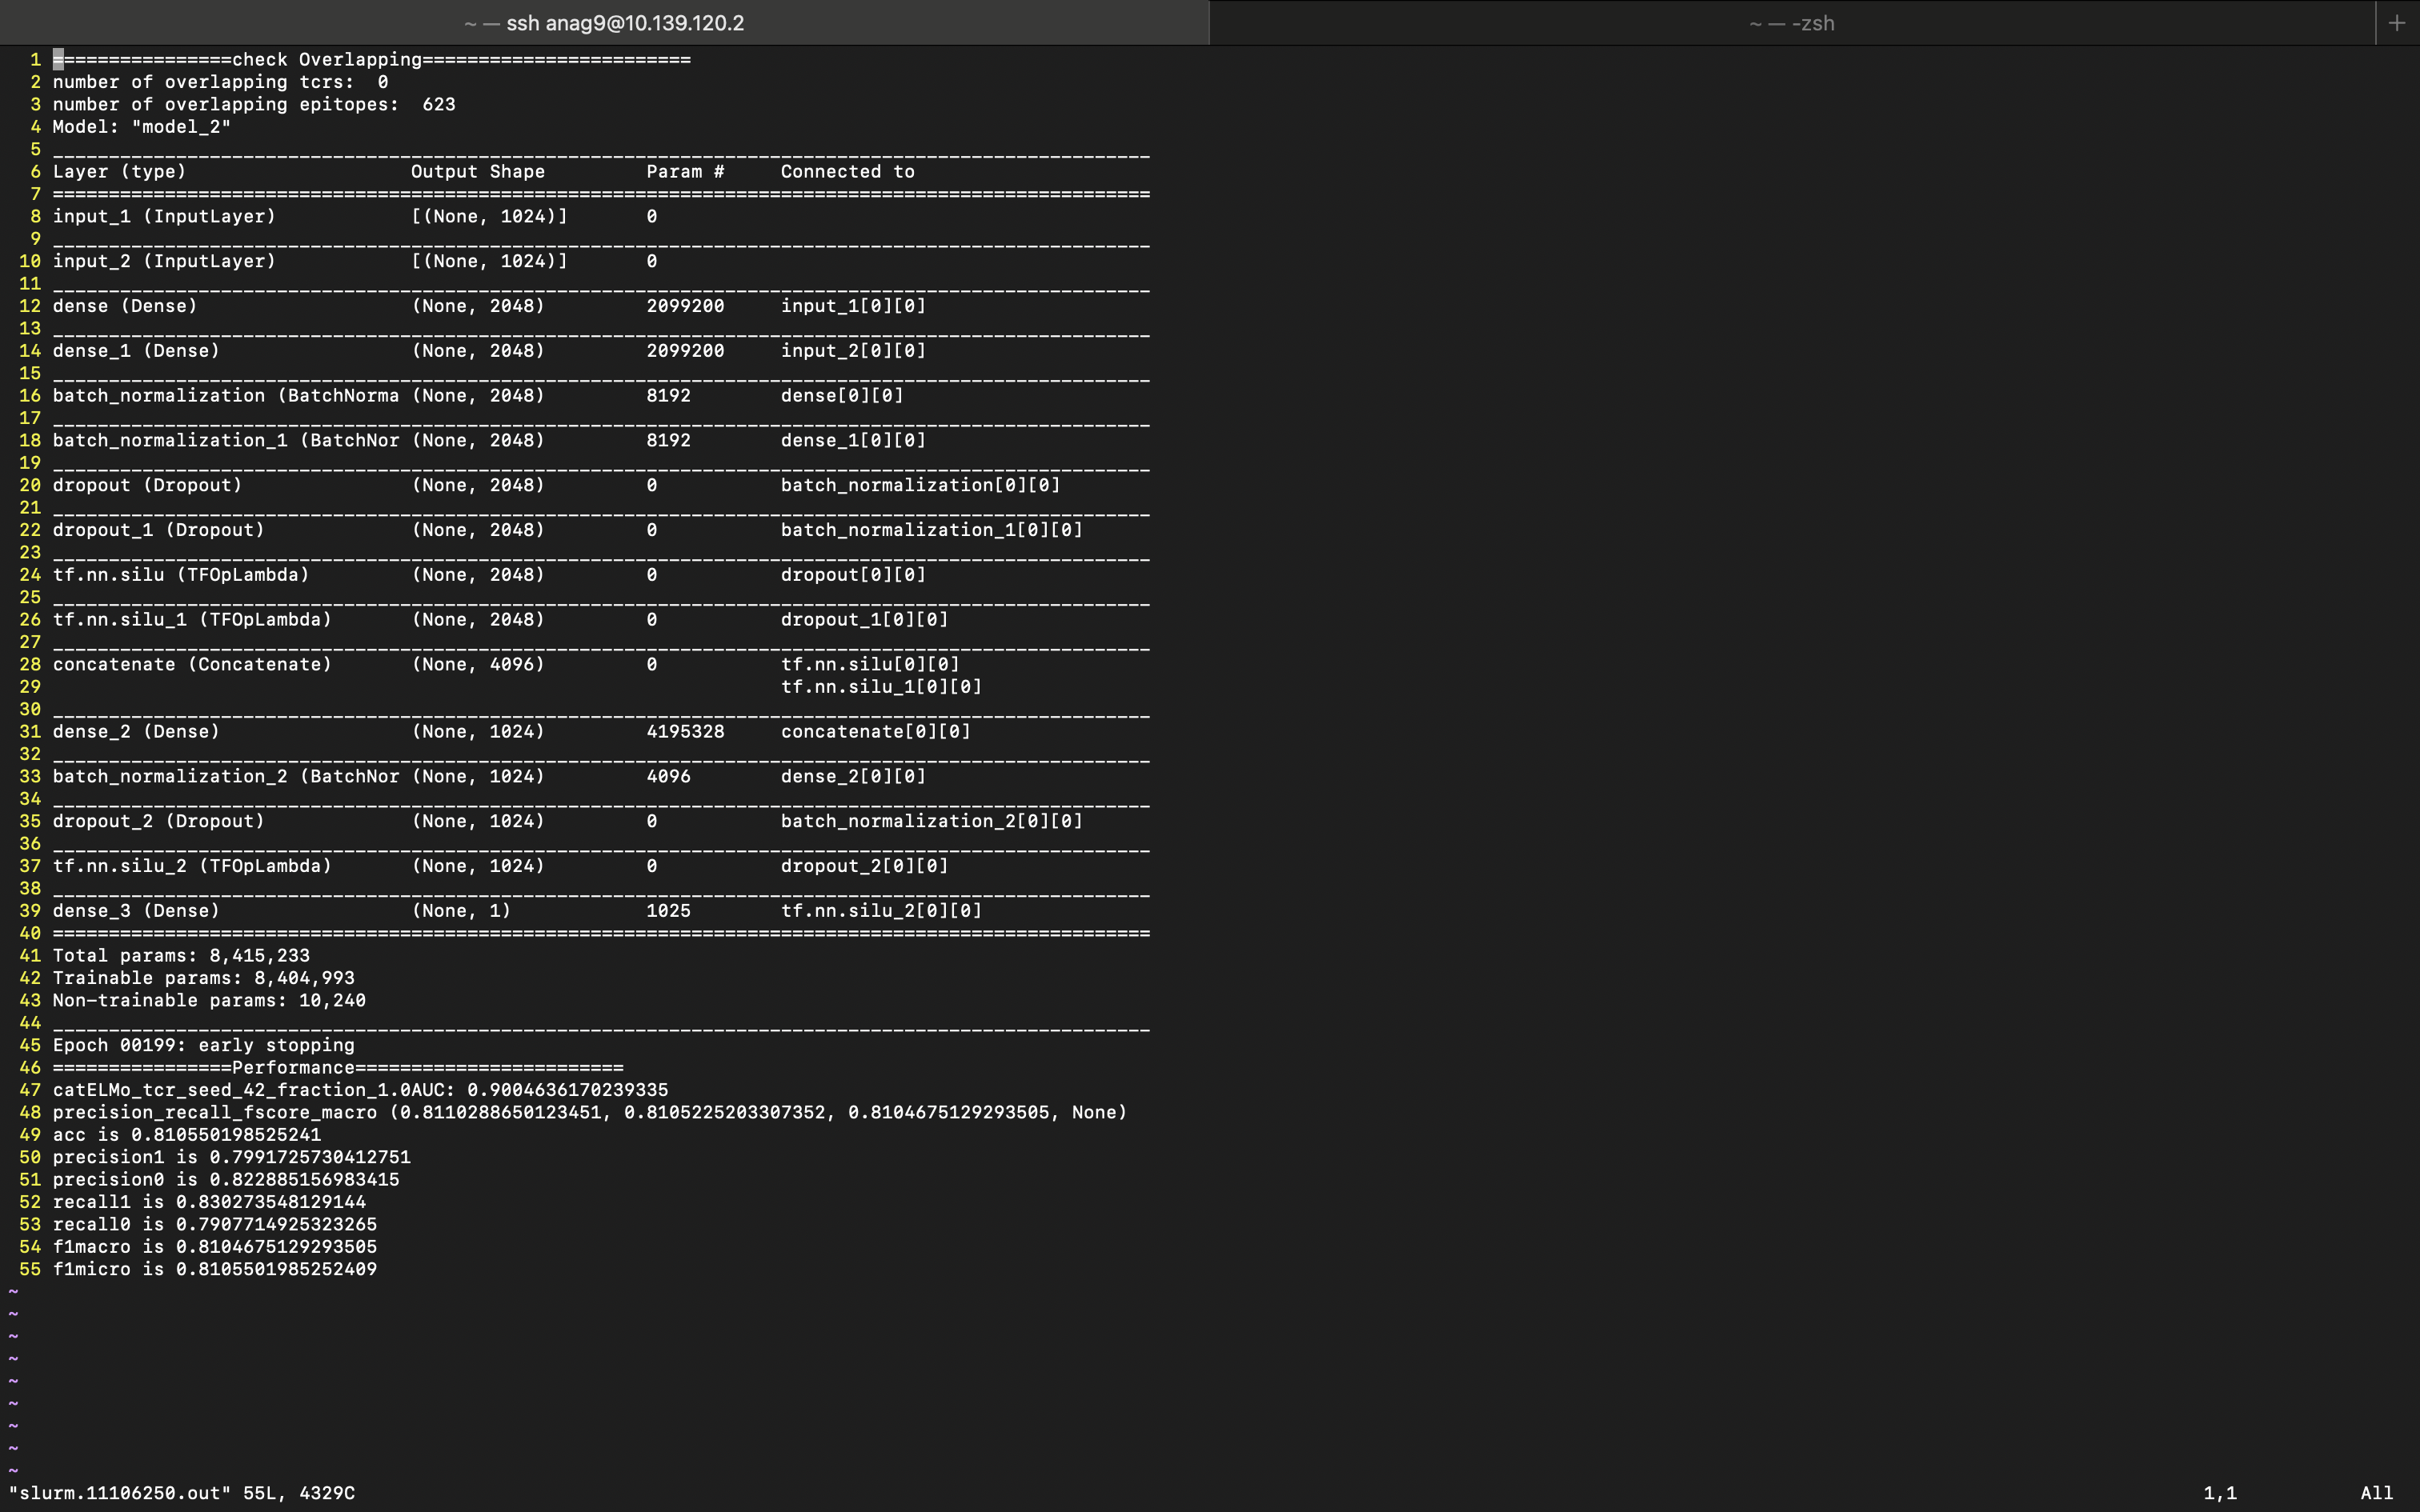 ~ — ssh anag9@10.139.120.2 ~ — -zsh +
1 ================check Overlapping========================
2 number of overlapping tcrs:  0
3 number of overlapping epitopes:  623
4 Model: "model_2"
5 __________________________________________________________________________________________________
6 Layer (type)                    Output Shape         Param #     Connected to
7 ==================================================================================================
8 input_1 (InputLayer)            [(None, 1024)]       0
9 __________________________________________________________________________________________________
10 input_2 (InputLayer)            [(None, 1024)]       0
11 __________________________________________________________________________________________________
12 dense (Dense)                   (None, 2048)         2099200     input_1[0][0]
13 __________________________________________________________________________________________________
14 dense_1 (Dense)                 (None, 2048)         2099200     input_2[0][0]
15 __________________________________________________________________________________________________
16 batch_normalization (BatchNorma (None, 2048)         8192        dense[0][0]
17 __________________________________________________________________________________________________
18 batch_normalization_1 (BatchNor (None, 2048)         8192        dense_1[0][0]
19 __________________________________________________________________________________________________
20 dropout (Dropout)               (None, 2048)         0           batch_normalization[0][0]
21 __________________________________________________________________________________________________
22 dropout_1 (Dropout)             (None, 2048)         0           batch_normalization_1[0][0]
23 __________________________________________________________________________________________________
24 tf.nn.silu (TFOpLambda)         (None, 2048)         0           dropout[0][0]
25 __________________________________________________________________________________________________
26 tf.nn.silu_1 (TFOpLambda)       (None, 2048)         0           dropout_1[0][0]
27 __________________________________________________________________________________________________
28 concatenate (Concatenate)       (None, 4096)         0           tf.nn.silu[0][0]
29                                                                  tf.nn.silu_1[0][0]
30 __________________________________________________________________________________________________
31 dense_2 (Dense)                 (None, 1024)         4195328     concatenate[0][0]
32 __________________________________________________________________________________________________
33 batch_normalization_2 (BatchNor (None, 1024)         4096        dense_2[0][0]
34 __________________________________________________________________________________________________
35 dropout_2 (Dropout)             (None, 1024)         0           batch_normalization_2[0][0]
36 __________________________________________________________________________________________________
37 tf.nn.silu_2 (TFOpLambda)       (None, 1024)         0           dropout_2[0][0]
38 __________________________________________________________________________________________________
39 dense_3 (Dense)                 (None, 1)            1025        tf.nn.silu_2[0][0]
40 ==================================================================================================
41 Total params: 8,415,233
42 Trainable params: 8,404,993
43 Non-trainable params: 10,240
44 __________________________________________________________________________________________________
45 Epoch 00199: early stopping
46 ================Performance========================
47 catELMo_tcr_seed_42_fraction_1.0AUC: 0.9004636170239335
48 precision_recall_fscore_macro (0.8110288650123451, 0.8105225203307352, 0.8104675129293505, None)
49 acc is 0.810550198525241
50 precision1 is 0.7991725730412751
51 precision0 is 0.822885156983415
52 recall1 is 0.830273548129144
53 recall0 is 0.7907714925323265
54 f1macro is 0.8104675129293505
55 f1micro is 0.8105501985252409
~
~
~
~
~
~
~
~
~
"slurm.11106250.out" 55L, 4329C 1,1 All